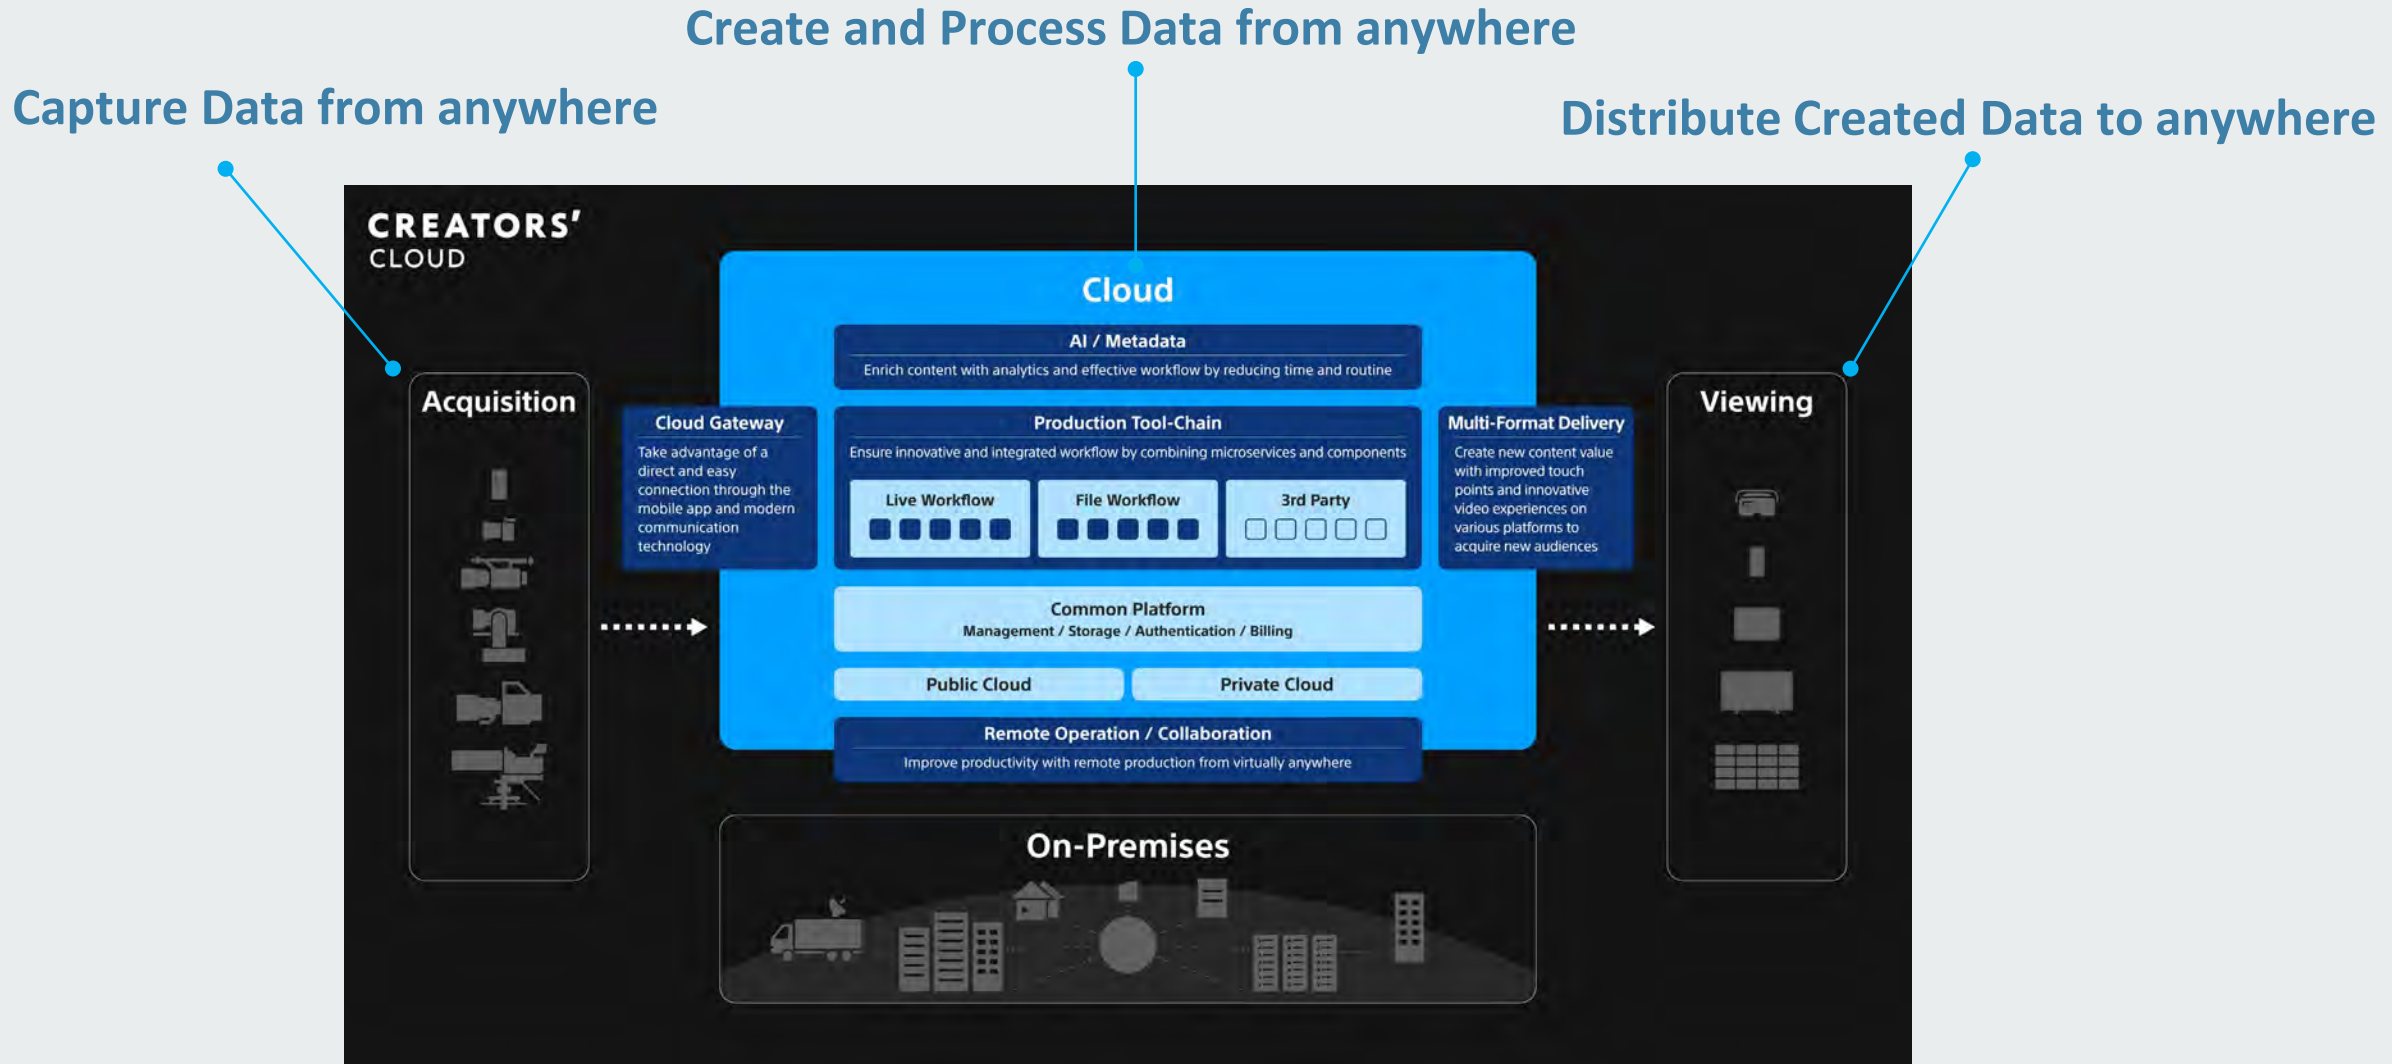 Create and Process Data from anywhere
Capture Data from anywhere
Distribute Created Data to anywhere
CREATORS'
CLOUD
Cloud
AI / Metadata
Enrich content with analytics and effective workflow by reducing time and routine
Acquisition
Cloud Gateway
Take advantage of a
direct and easy
connection through the
mobile app and modern
communication
technology
Production Tool-Chain
Ensure innovative and integrated workflow by combining microservices and components
Live Workflow
File Workflow
3rd Party
Multi-Format Delivery
Create new content value
with improved touch
points and innovative
video experiences on
various platforms to
acquire new audiences
Viewing
Common Platform
Management / Storage / Authentication / Billing
Public Cloud
Private Cloud
Remote Operation / Collaboration
Improve productivity with remote production from virtually anywhere
On-Premises